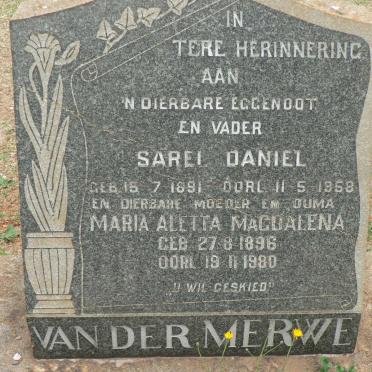 IN
TERE HERINNERING
AAN
'N DIERBARE EGGENOOT
EN VADER
SAREL DANIEL
GEB. 15·7·1891 OORL 11·5·1958
EN DIERBARE MOEDER EN OUMA
MARIA ALETTA MAGDALENA
GEB. 27·8·1896
OORL 19·11·1980
"U WIL GESKIED"
VAN DER MERWE